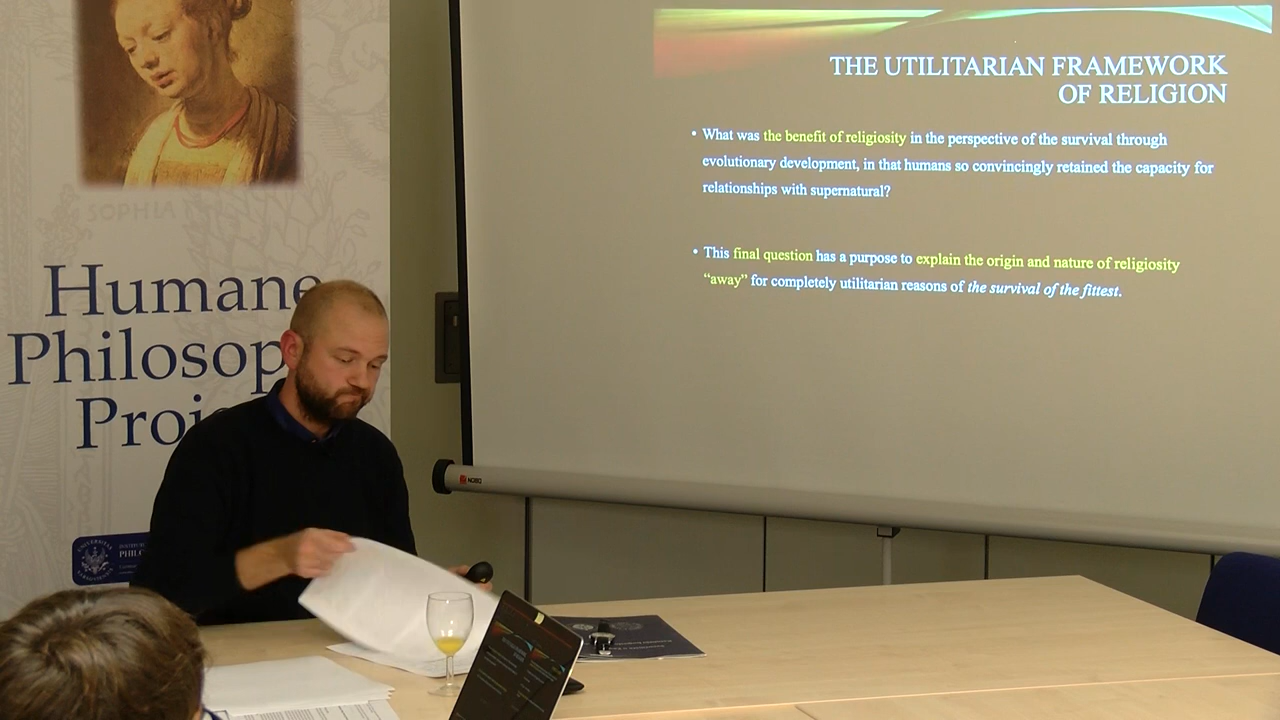 SOPHIA
Humane
Philosop
Proje
PHIL
THE UTILITARIAN FRAMEWORK
OF RELIGION
• What was the benefit of religiosity in the perspective of the survival through
evolutionary development, in that humans so convincingly retained the capacity for
relationships with supernatural?
• This final question has a purpose to explain the origin and nature of religiosity
“away” for completely utilitarian reasons of the survival of the fittest.
NOBO